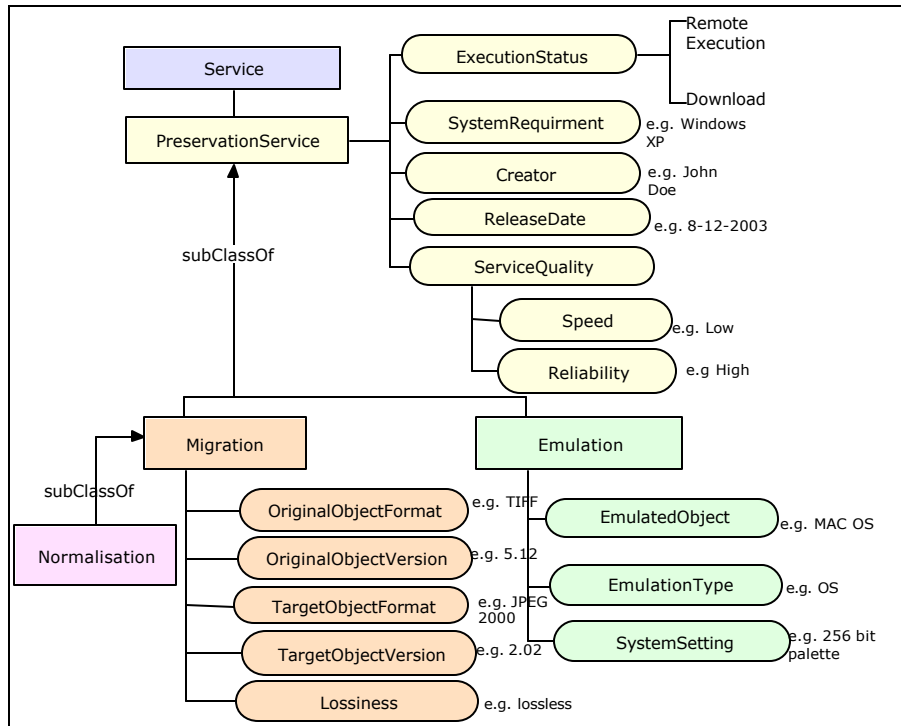 Service
PreservationService
subClassOf
ExecutionStatus
Remote
Execution
Download
SystemRequirment
e.g. Windows
XP
Creator
e.g. John
Doe
ReleaseDate
e.g. 8-12-2003
ServiceQuality
Speed
e.g. Low
Reliability
e.g High
Migration
subClassOf
Normalisation
OriginalObjectFormat
e.g. TIFF
OriginalObjectVersion
e.g. 5.12
TargetObjectFormat
e.g. JPEG
2000
TargetObjectVersion
e.g. 2.02
Lossiness
e.g. lossless
Emulation
EmulatedObject
e.g. MAC OS
EmulationType
e.g. OS
SystemSetting
e.g. 256 bit
palette